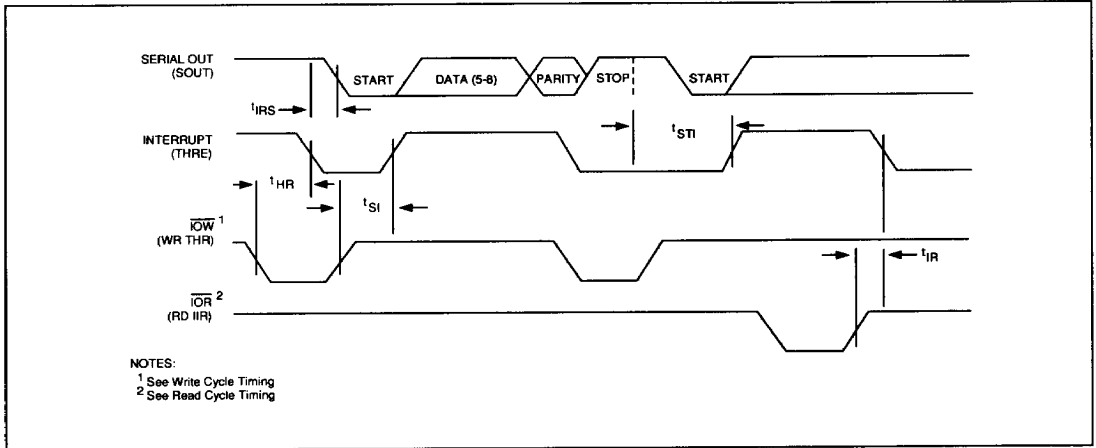 SERIAL OUT
(SOUT)
START
DATA (5-8)
PARITY
STOP
START
tIRS
tSTI
INTERRUPT
(THRE)
tHR
tSI
IOW 1
(WR THR)
tIR
IOR 2
(RD IIR)
NOTES:
1 See Write Cycle Timing
2 See Read Cycle Timing